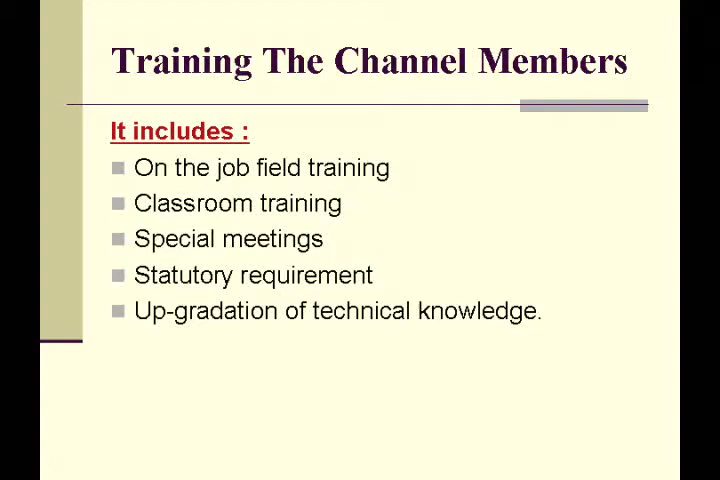 Training The Channel Members
It includes :
On the job field training
Classroom training
Special meetings
Statutory requirement
Up-gradation of technical knowledge.